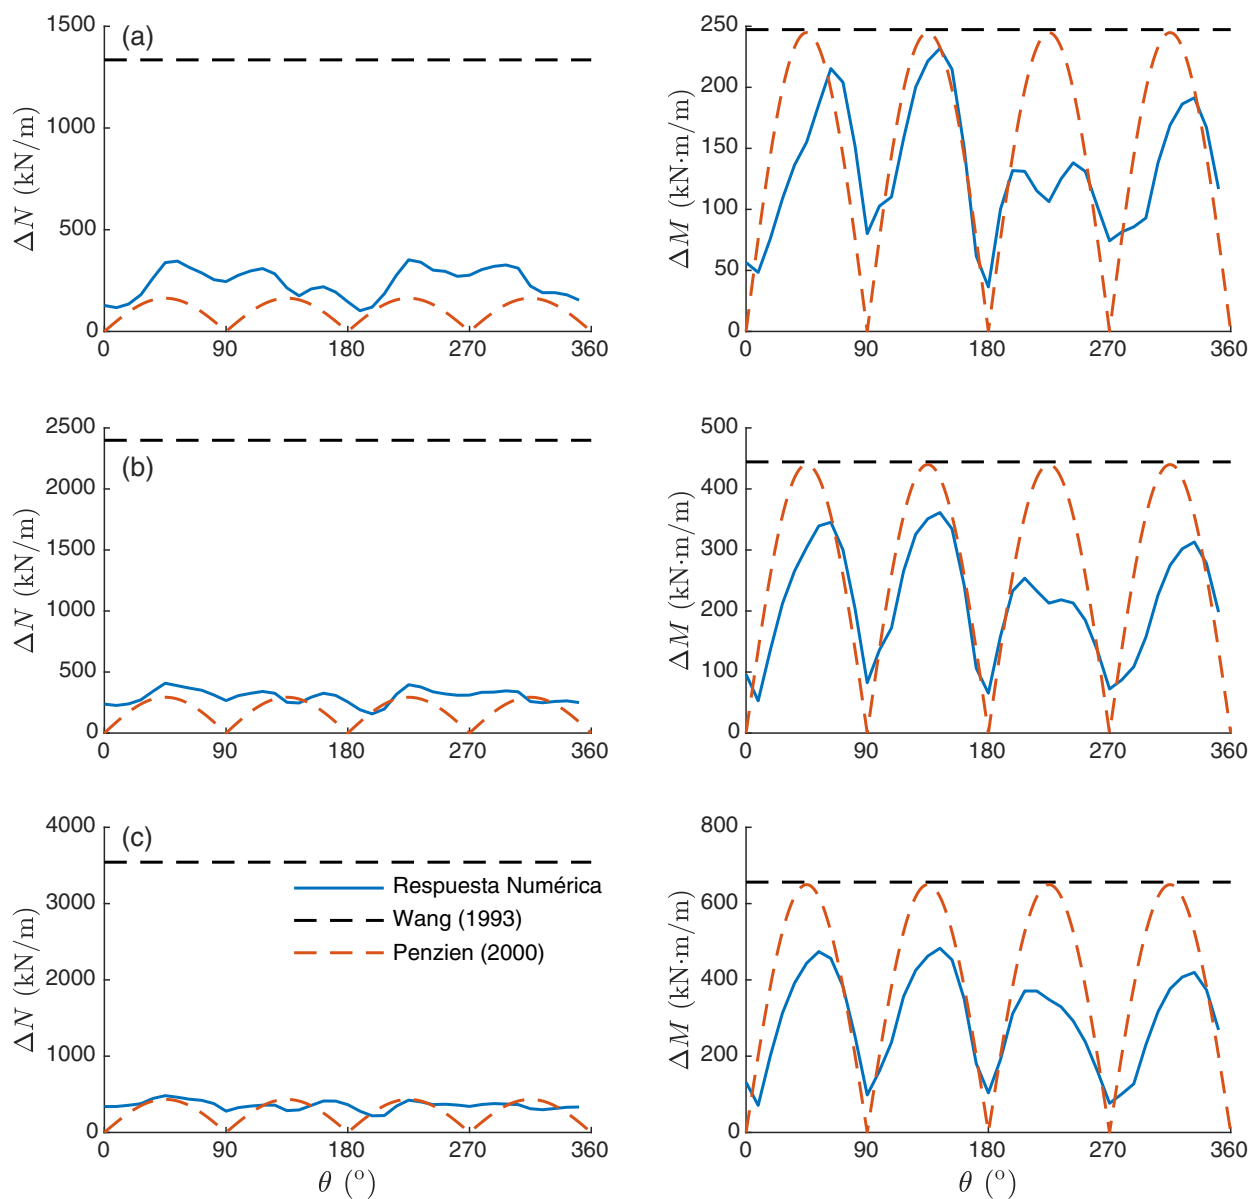 1500
1000
500
0
ΔN (kN/m)
(a)
0 90 180 270 360
250
200
150
100
50
0
ΔM (kN·m/m)
0 90 180 270 360
2500
2000
1500
1000
500
0
ΔN (kN/m)
(b)
0 90 180 270 360
500
400
300
200
100
0
ΔM (kN·m/m)
0 90 180 270 360
4000
3000
2000
1000
0
ΔN (kN/m)
(c)
Respuesta Numérica
Wang (1993)
Penzien (2000)
0 90 180 270 360
θ (°)
800
600
400
200
0
ΔM (kN·m/m)
0 90 180 270 360
θ (°)